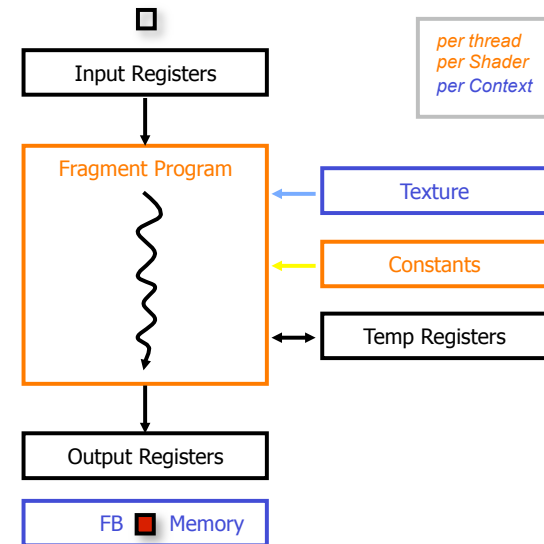 per thread
per Shader
per Context
Input Registers
Fragment Program
Texture
Constants
Temp Registers
Output Registers
FB Memory